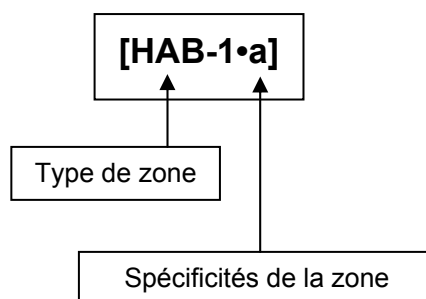 [HAB-1•a]
Type de zone
Spécificités de la zone